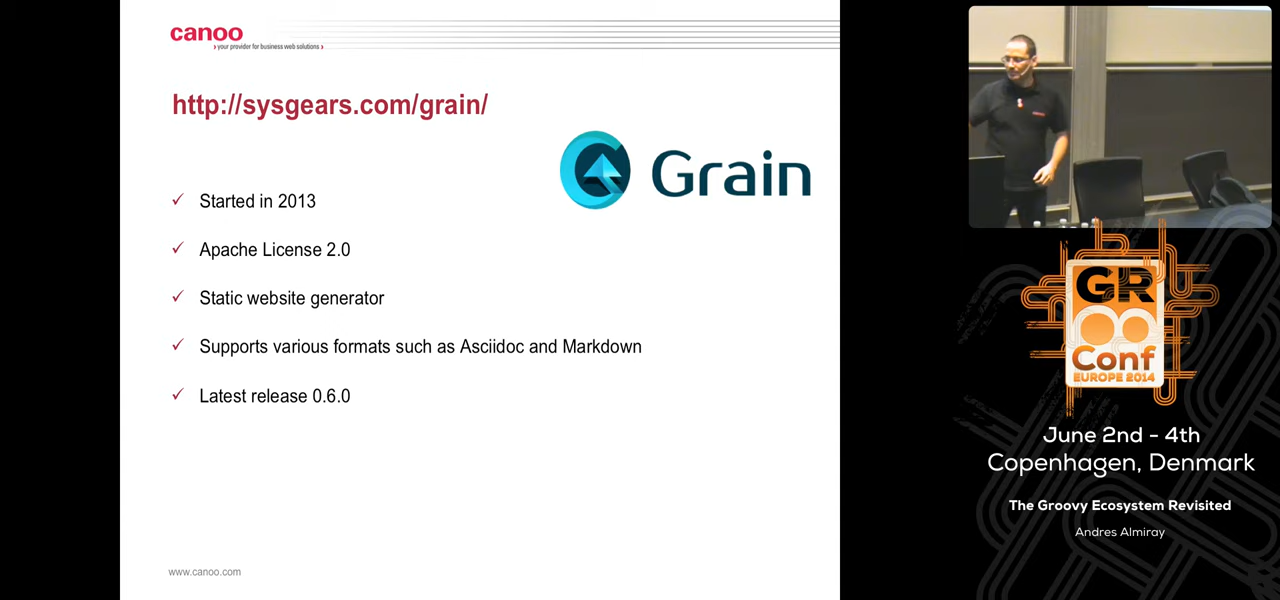 canoo
› your provider for business web solutions ›
http://sysgears.com/grain/
Grain
Started in 2013
Apache License 2.0
Static website generator
Supports various formats such as Asciidoc and Markdown
Latest release 0.6.0
www.canoo.com
GR
Conf
EUROPE 2014
June 2nd - 4th
Copenhagen, Denmark
The Groovy Ecosystem Revisited
Andres Almiray